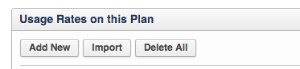 Usage Rates on this Plan
Add New Import Delete All